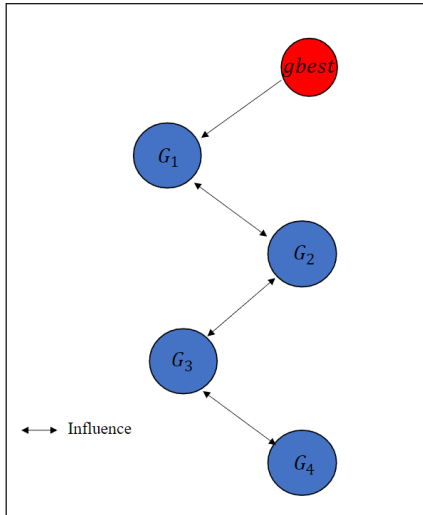 gbest
G₁
G₂
G₃
Influence
G₄